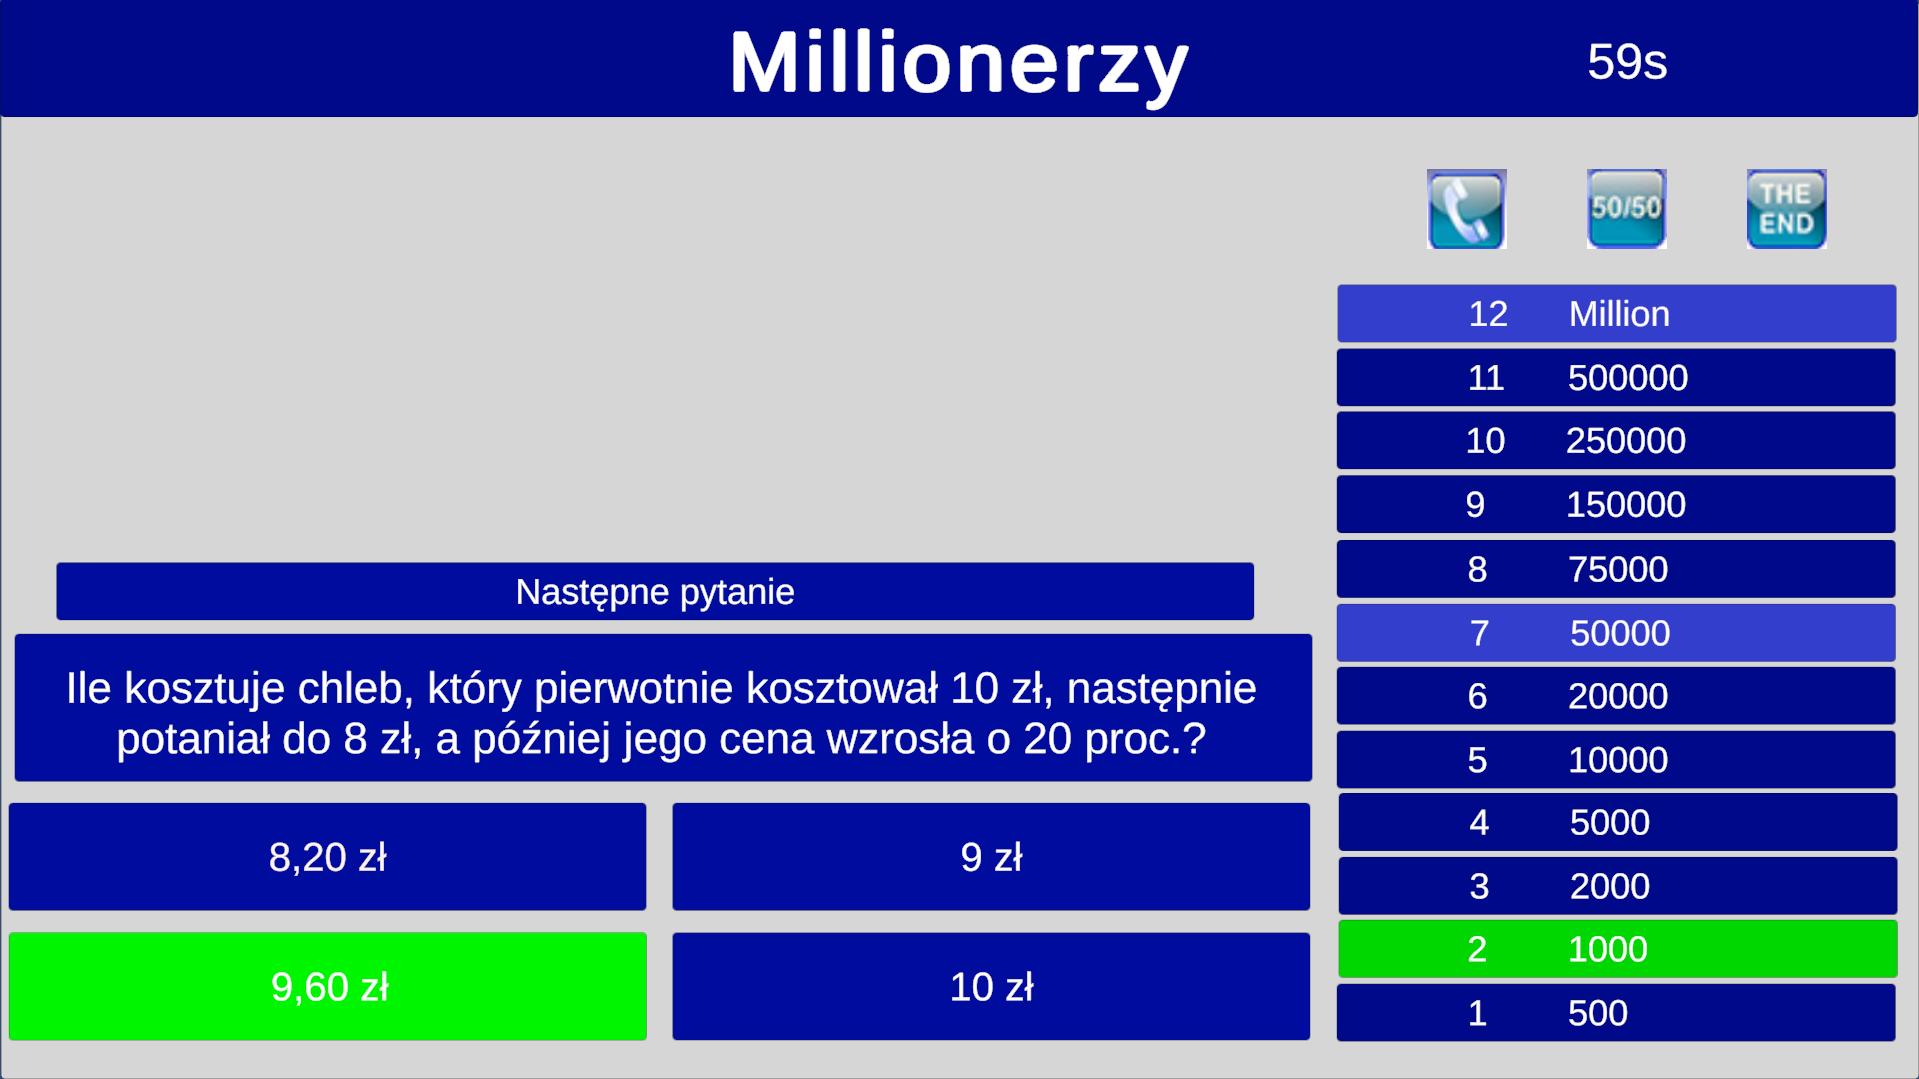 Millionerzy
59s
50/50
THE
END
12 Million
11 500000
10 250000
9 150000
8 75000
7 50000
6 20000
5 10000
4 5000
3 2000
2 1000
1 500
Następne pytanie
Ile kosztuje chleb, który pierwotnie kosztował 10 zł, następnie
potaniał do 8 zł, a później jego cena wzrosła o 20 proc.?
8,20 zł
9 zł
9,60 zł
10 zł